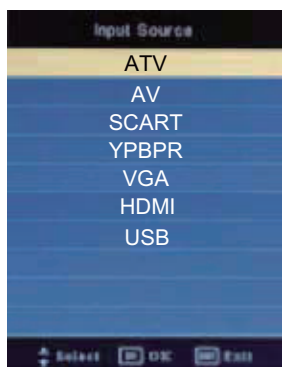 Input Source
ATV
AV
SCART
YPBPR
VGA
HDMI
USB
Select OK Exit